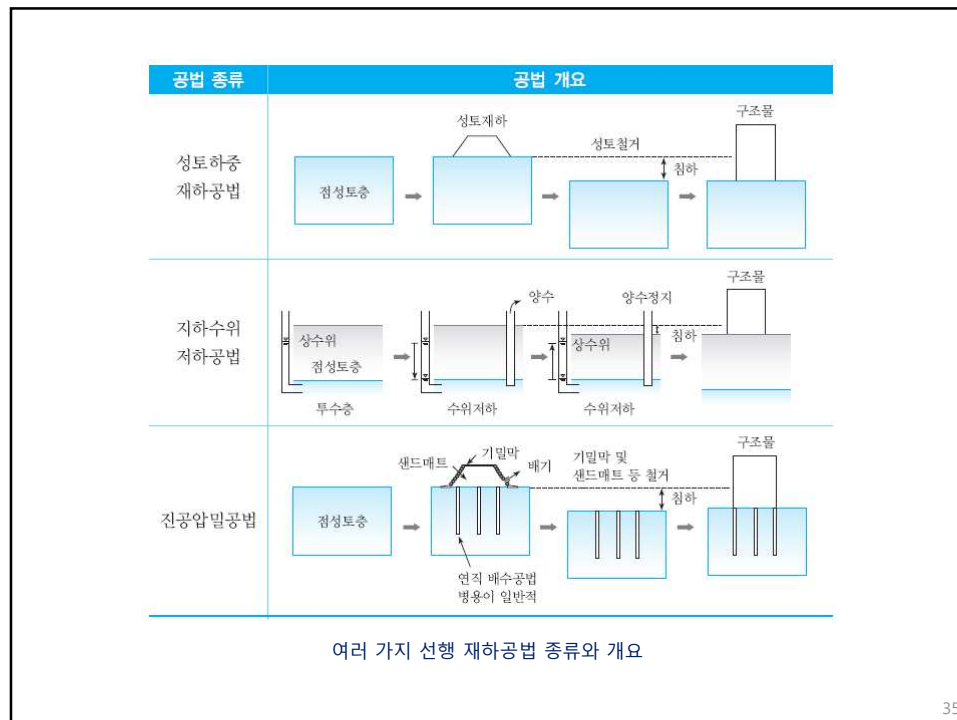 공법 종류
공법 개요
성토하중
재하공법
점성토층
성토재하
성토철거
침하
구조물
지하수위
저하공법
상수위
점성토층
투수층
양수
수위저하
상수위
양수정지
침하
수위저하
구조물
진공압밀공법
점성토층
샌드매트
기밀막
배기
연직 배수공법
병용이 일반적
기밀막 및
샌드매트 등 철거
침하
구조물
여러 가지 선행 재하공법 종류와 개요
35